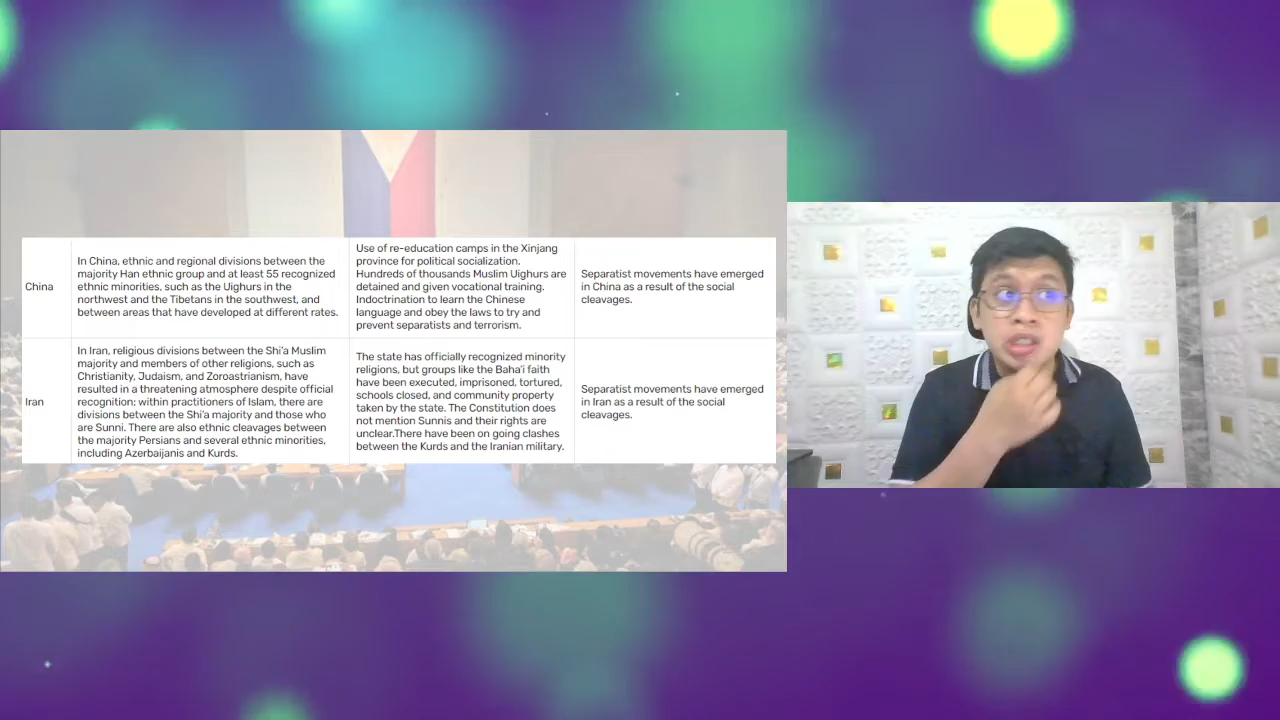 China
In China, ethnic and regional divisions between the
majority Han ethnic group and at least 55 recognized
ethnic minorities, such as the Uighurs in the
northwest and the Tibetans in the southwest, and
between areas that have developed at different rates.
Use of re-education camps in the Xinjang
province for political socialization.
Hundreds of thousands Muslim Uighurs are
detained and given vocational training.
Indoctrination to learn the Chinese
language and obey the laws to try and
prevent separatists and terrorism.
Separatist movements have emerged
in China as a result of the social
cleavages.
Iran
In Iran, religious divisions between the Shi'a Muslim
majority and members of other religions, such as
Christianity, Judaism, and Zoroastrianism, have
resulted in a threatening atmosphere despite official
recognition; within practitioners of Islam, there are
divisions between the Shi'a majority and those who
are Sunni. There are also ethnic cleavages between
the majority Persians and several ethnic minorities,
including Azerbaijanis and Kurds.
The state has officially recognized minority
religions, but groups like the Baha'i faith
have been executed, imprisoned, tortured,
schools closed, and community property
taken by the state. The Constitution does
not mention Sunnis and their rights are
unclear.There have been on going clashes
between the Kurds and the Iranian military.
Separatist movements have emerged
in Iran as a result of the social
cleavages.